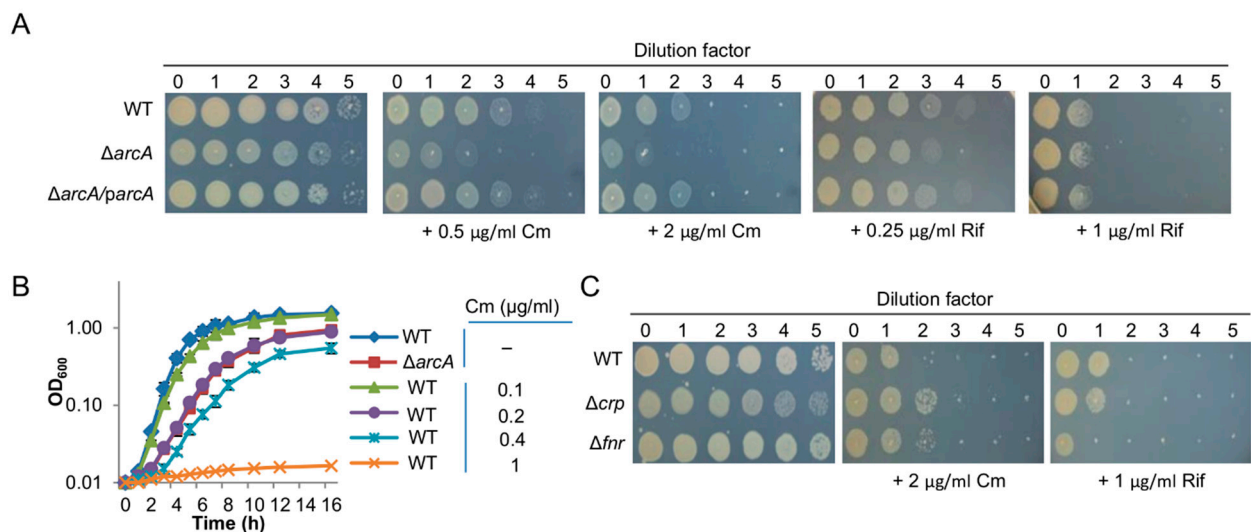 A
Dilution factor
0 1 2 3 4 5 0 1 2 3 4 5 0 1 2 3 4 5 0 1 2 3 4 5 0 1 2 3 4 5
WT
ΔarcA
ΔarcA/parcA
+ 0.5 µg/ml Cm + 2 µg/ml Cm + 0.25 µg/ml Rif + 1 µg/ml Rif
B
Cm (µg/ml)
WT
ΔarcA –
WT 0.1
WT 0.2
WT 0.4
WT 1
OD600
1.00
0.10
0.01
0 2 4 6 8 10 12 14 16
Time (h)
C
Dilution factor
0 1 2 3 4 5 0 1 2 3 4 5 0 1 2 3 4 5
WT
Δcrp
Δfnr
+ 2 µg/ml Cm + 1 µg/ml Rif